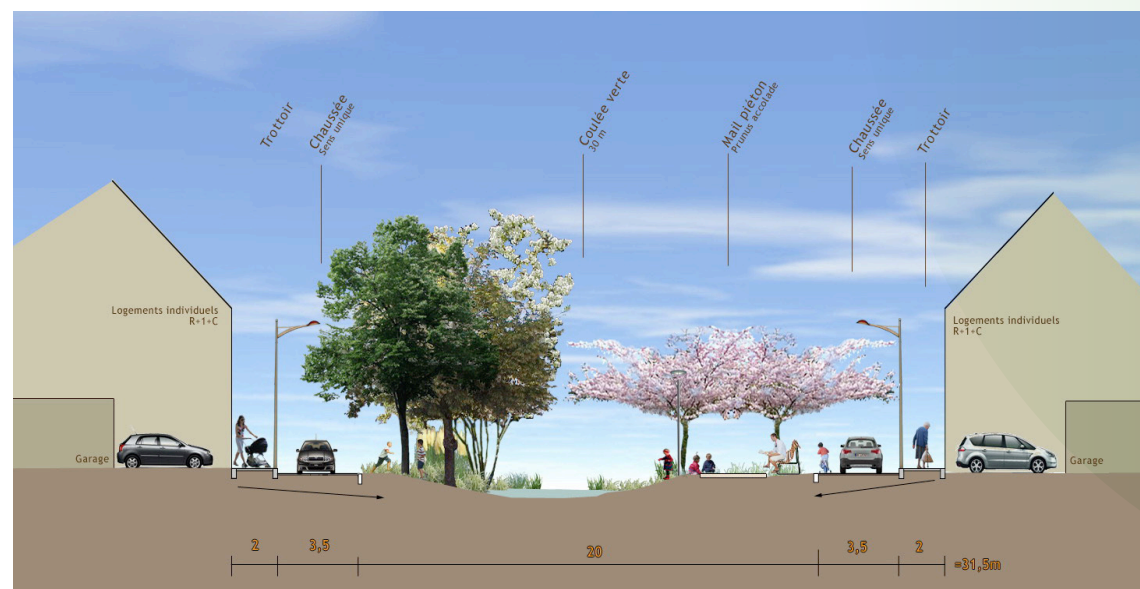 Trottoir
Chaussée
Sens unique
Coulée verte
30 m
Mail piéton
Prunus accolade
Chaussée
Sens unique
Trottoir
Logements individuels
R+1+C
Logements individuels
R+1+C
Garage
Garage
2
3,5
20
3,5
2
=31,5m